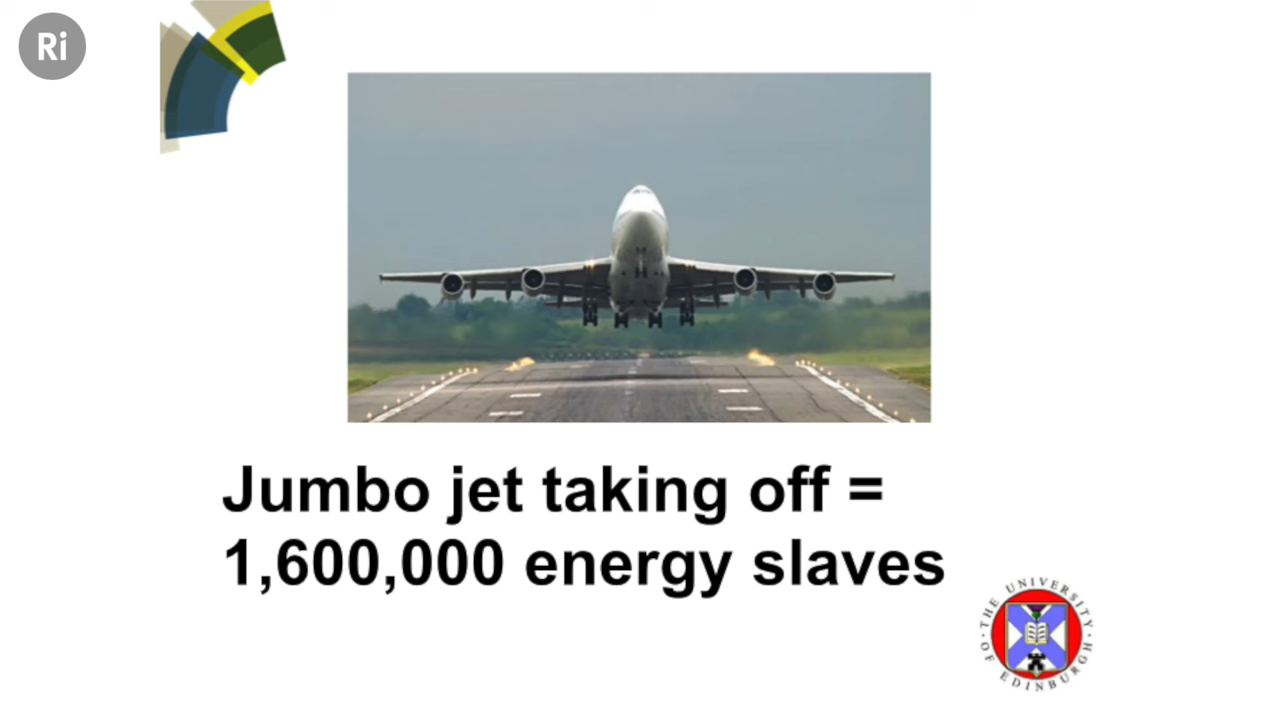 Ri
Jumbo jet taking off =
1,600,000 energy slaves
THE UNIVERSITY
OF EDINBURGH